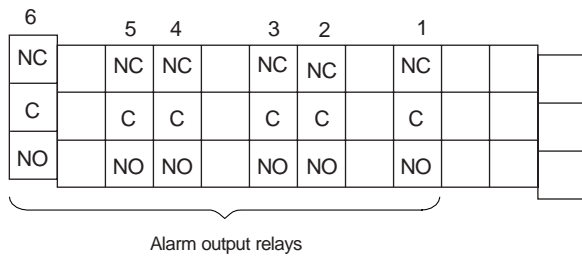 6 5 4 3 2 1
NC NC NC NC NC NC
C C C C C C
NO NO NO NO NO NO
Alarm output relays